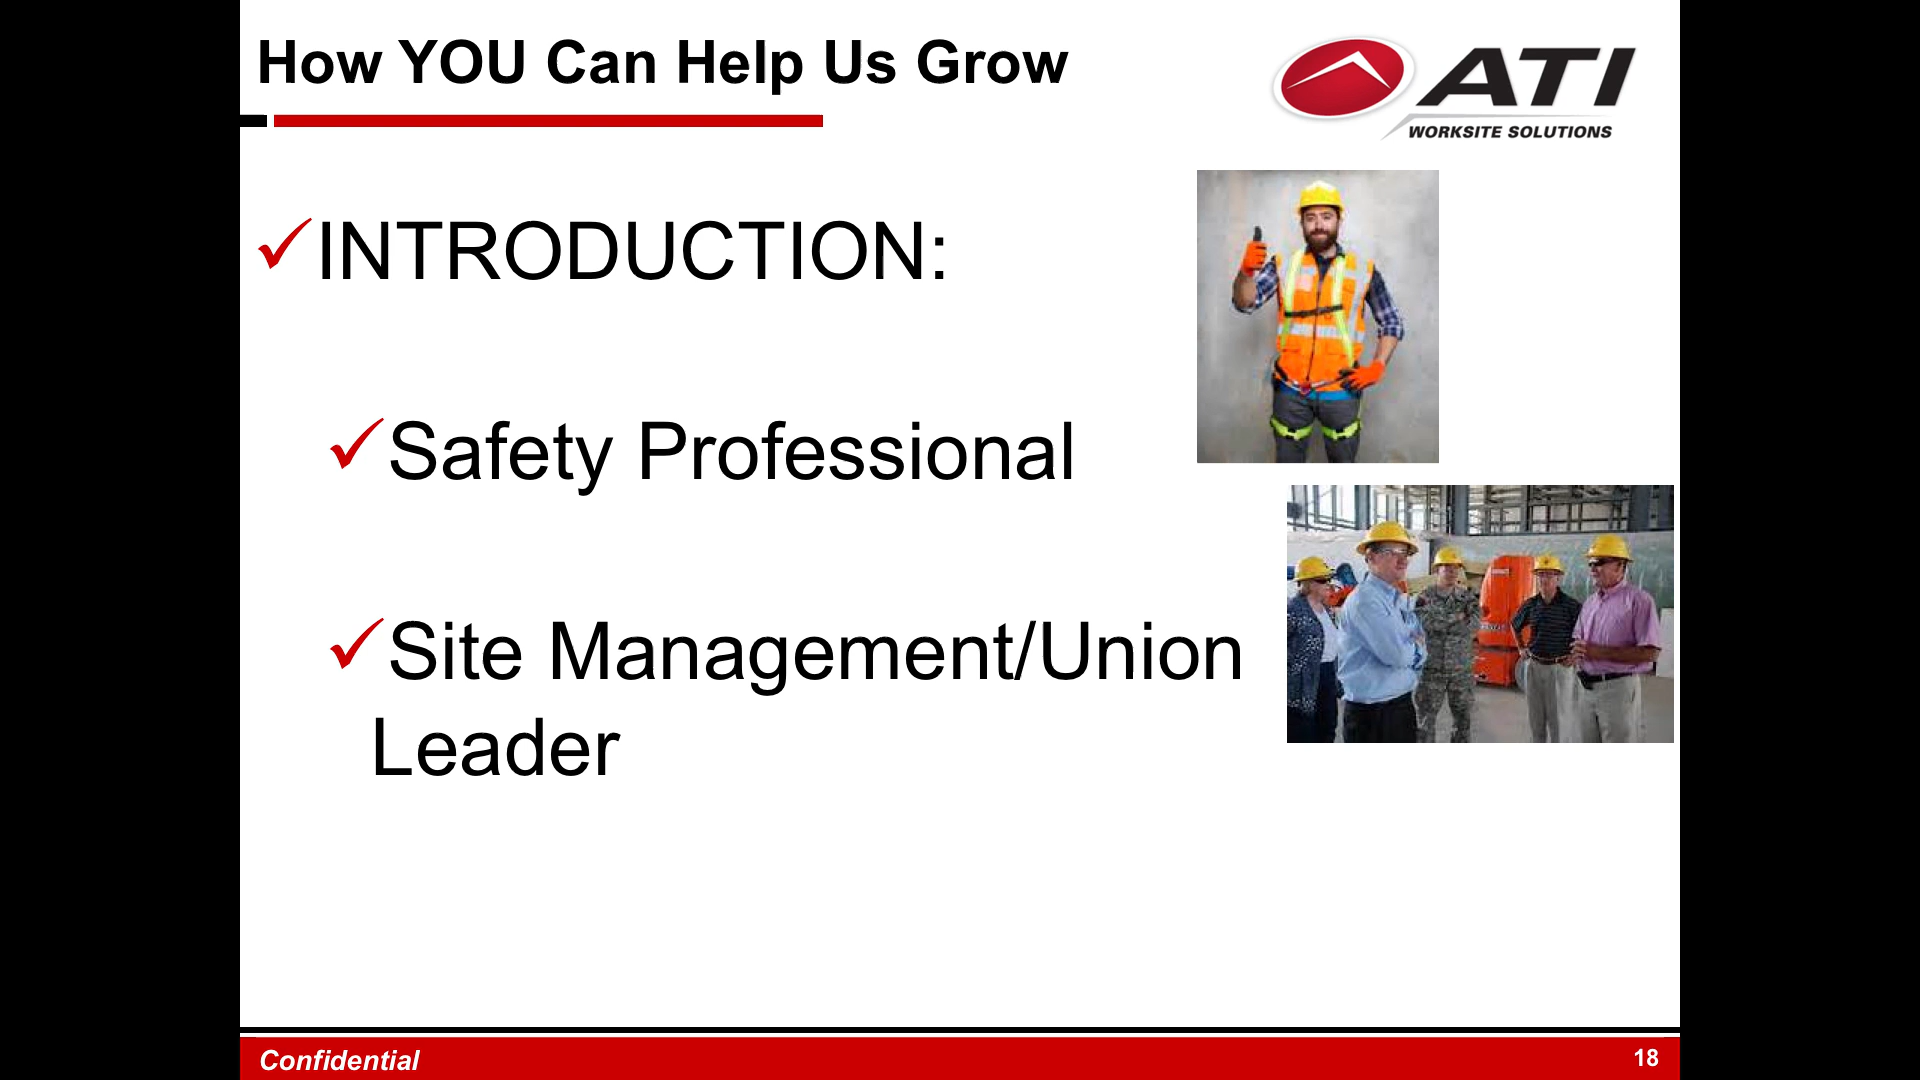 How YOU Can Help Us Grow
ATI
WORKSITE SOLUTIONS
INTRODUCTION:
Safety Professional
Site Management/Union
Leader
Confidential
18